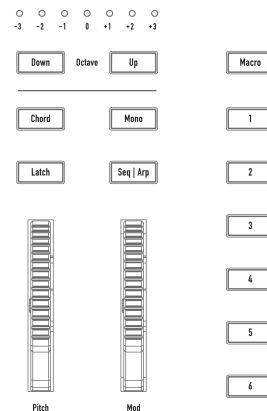 -3 -2 -1 0 +1 +2 +3
Down Octave Up Macro
Chord Mono 1
Latch Seq | Arp 2
3
4
5
6
Pitch Mod